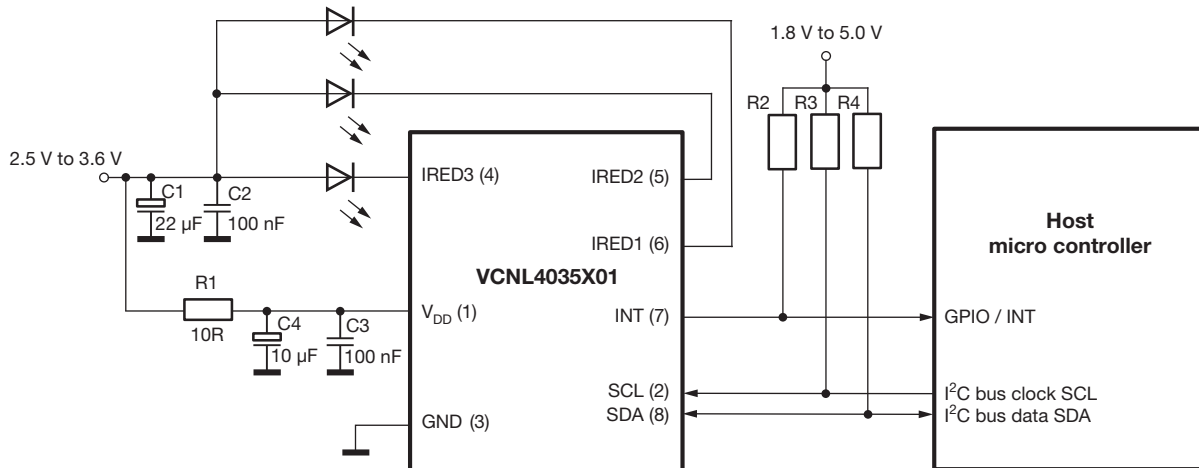 1.8 V to 5.0 V
R2
R3
R4
2.5 V to 3.6 V
C1
22 µF
C2
100 nF
IRED3 (4)
IRED2 (5)
IRED1 (6)
VCNL4035X01
Host
micro controller
R1
10R
C4
10 µF
C3
100 nF
VDD (1)
INT (7)
GPIO / INT
SCL (2)
SDA (8)
I²C bus clock SCL
I²C bus data SDA
GND (3)